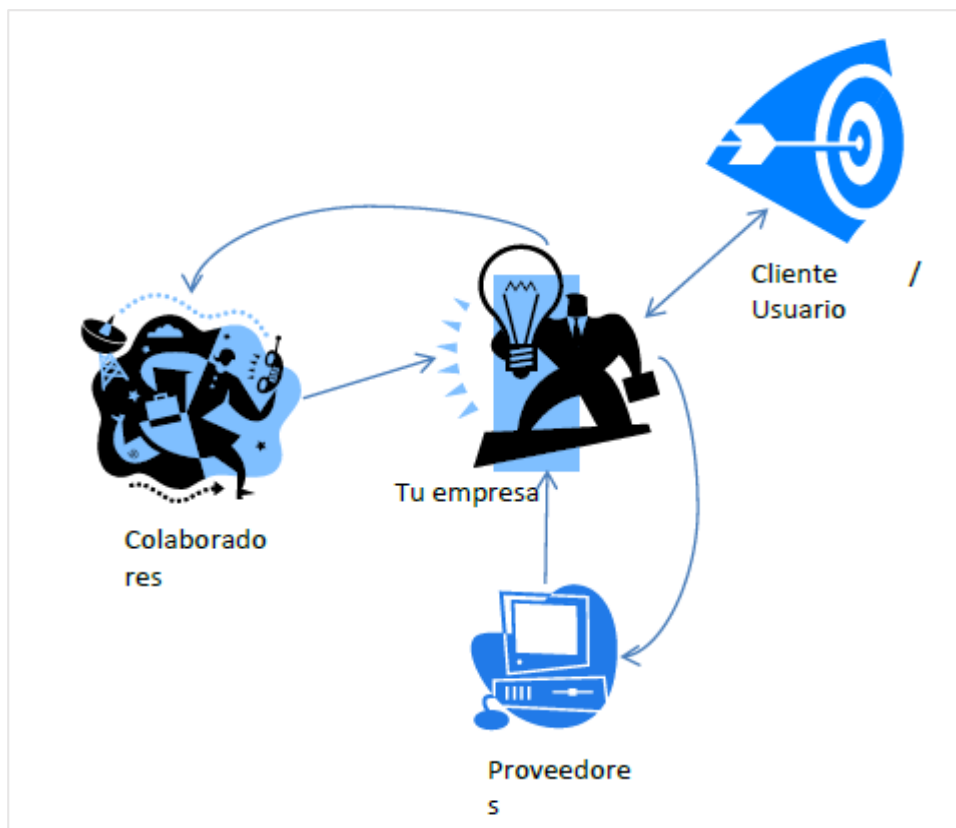 Cliente /
Usuario
Tu empresa
Colaborado
res
Proveedore
s